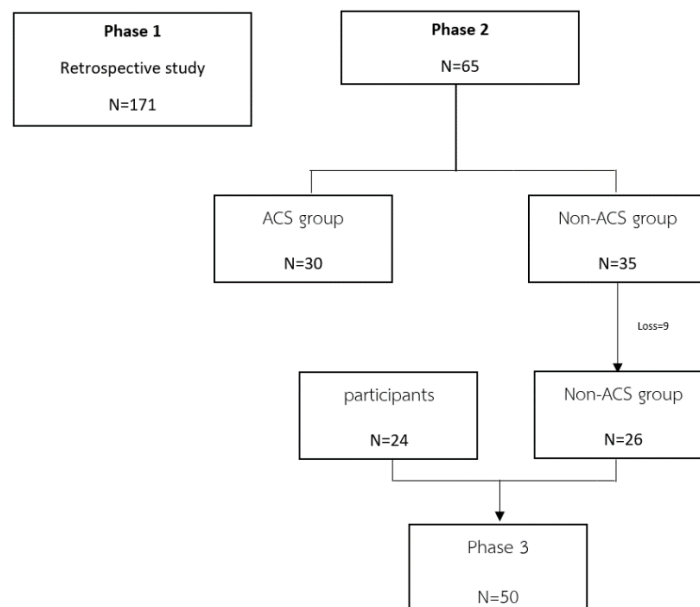 Phase 1
Retrospective study
N=171
Phase 2
N=65
ACS group
N=30
Non-ACS group
N=35
Loss=9
participants
N=24
Non-ACS group
N=26
Phase 3
N=50